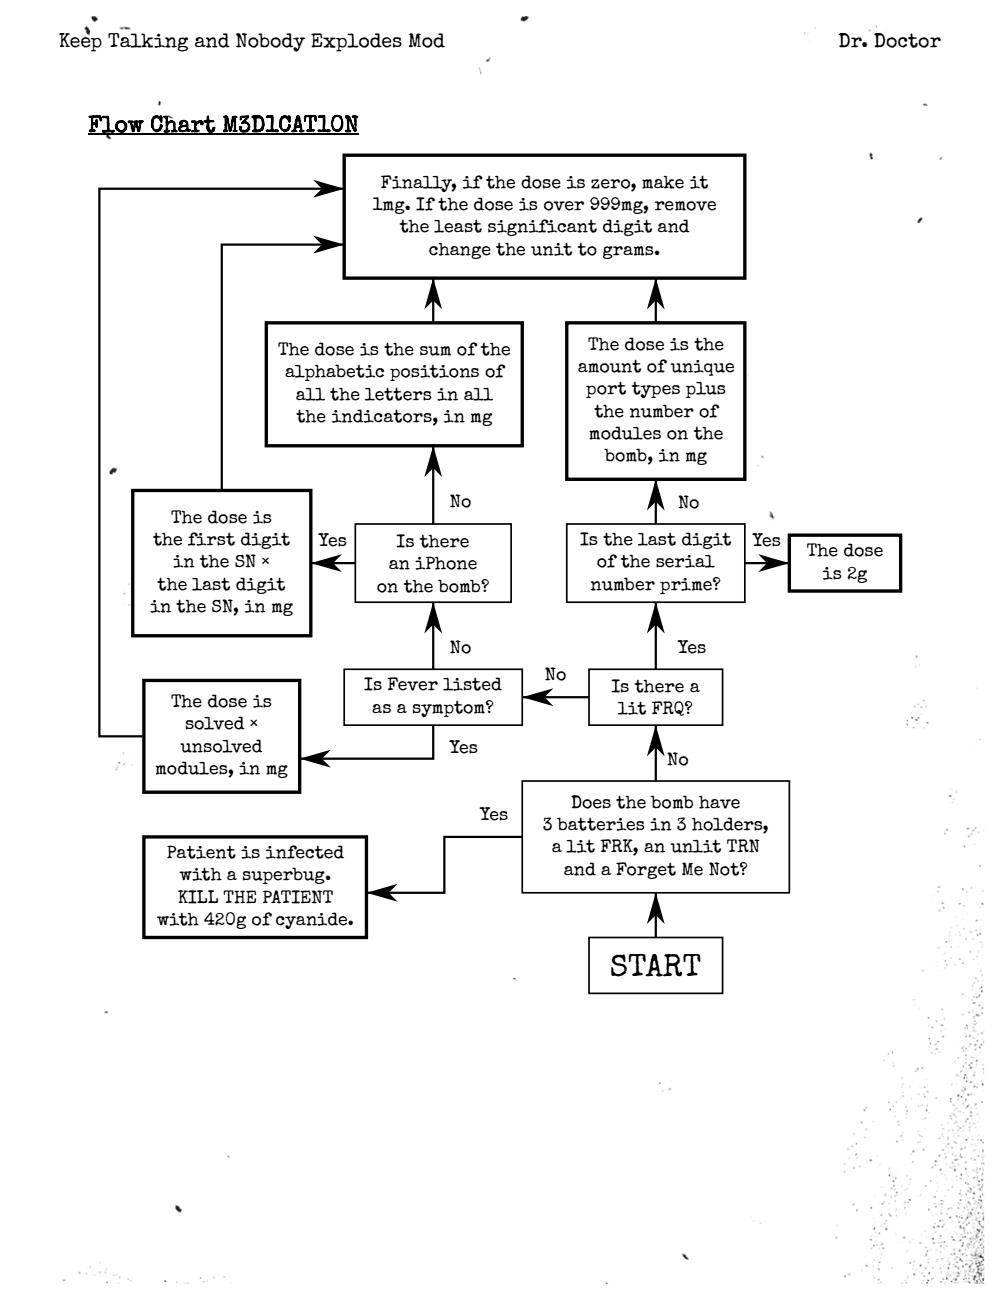 Keep Talking and Nobody Explodes Mod
Dr. Doctor
Flow Chart M3D1CAT10N
Finally, if the dose is zero, make it
1mg. If the dose is over 999mg, remove
the least significant digit and
change the unit to grams.
The dose is the sum of the
alphabetic positions of
all the letters in all
the indicators, in mg
The dose is the
amount of unique
port types plus
the number of
modules on the
bomb, in mg
No
No
The dose is
the first digit
in the SN ×
the last digit
in the SN, in mg
Yes
Is there
an iPhone
on the bomb?
Is the last digit
of the serial
number prime?
Yes
The dose
is 2g
No
Yes
The dose is
solved ×
unsolved
modules, in mg
Is Fever listed
as a symptom?
No
Is there a
lit FRQ?
Yes
No
Does the bomb have
3 batteries in 3 holders,
a lit FRK, an unlit TRN
and a Forget Me Not?
Yes
Patient is infected
with a superbug.
KILL THE PATIENT
with 420g of cyanide.
START